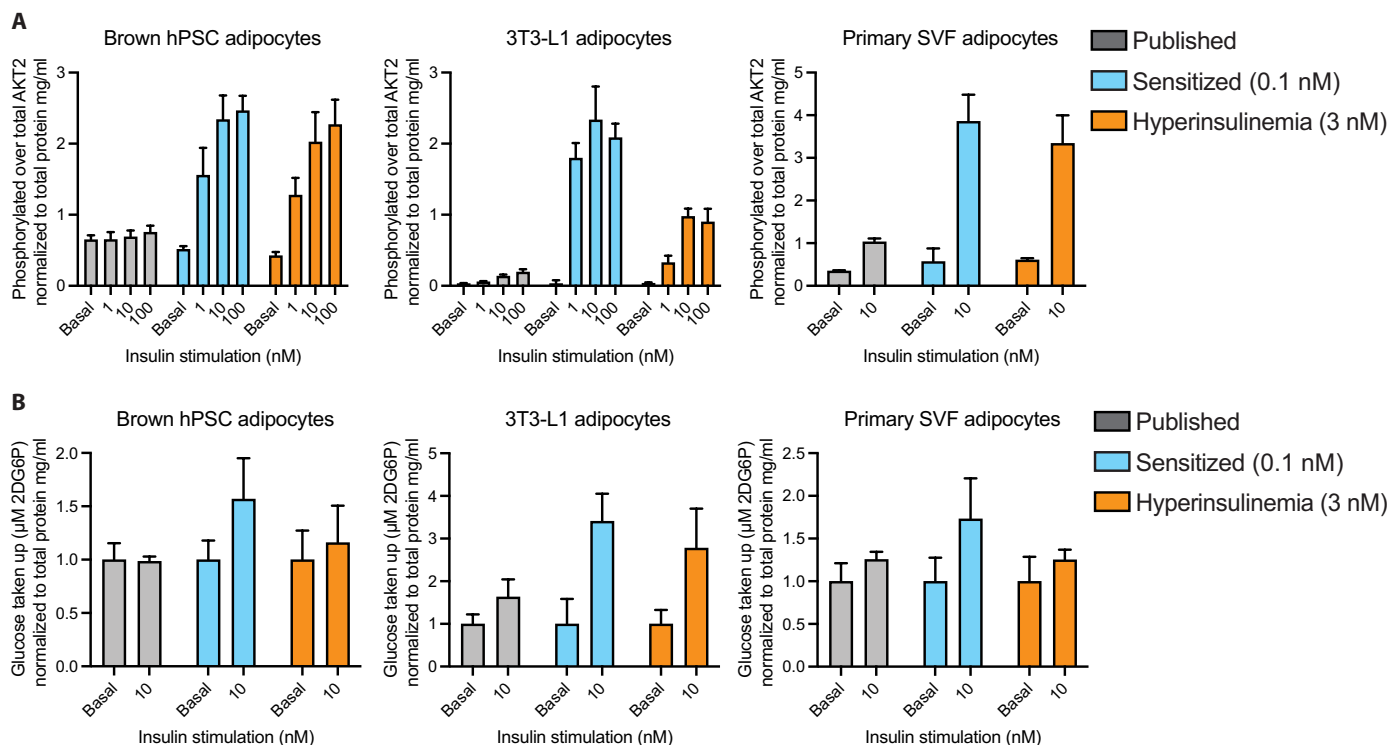 A
Brown hPSC adipocytes
Phosphorylated over total AKT2
normalized to total protein mg/ml
3
2
1
0
Basal
1
10
100
Basal
1
10
100
Basal
1
10
100
Insulin stimulation (nM)
3T3-L1 adipocytes
Phosphorylated over total AKT2
normalized to total protein mg/ml
3
2
1
0
Basal
1
10
100
Basal
1
10
100
Basal
1
10
100
Insulin stimulation (nM)
Primary SVF adipocytes
Phosphorylated over total AKT2
normalized to total protein mg/ml
5
4
3
2
1
0
Basal
10
Basal
10
Basal
10
Insulin stimulation (nM)
Published
Sensitized (0.1 nM)
Hyperinsulinemia (3 nM)
B
Brown hPSC adipocytes
Glucose taken up (µM 2DG6P)
normalized to total protein mg/ml
2.0
1.5
1.0
0.5
0.0
Basal
10
Basal
10
Basal
10
Insulin stimulation (nM)
3T3-L1 adipocytes
Glucose taken up (µM 2DG6P)
normalized to total protein mg/ml
5
4
3
2
1
0
Basal
10
Basal
10
Basal
10
Insulin stimulation (nM)
Primary SVF adipocytes
Glucose taken up (µM 2DG6P)
normalized to total protein mg/ml
2.5
2.0
1.5
1.0
0.5
0.0
Basal
10
Basal
10
Basal
10
Insulin stimulation (nM)
Published
Sensitized (0.1 nM)
Hyperinsulinemia (3 nM)